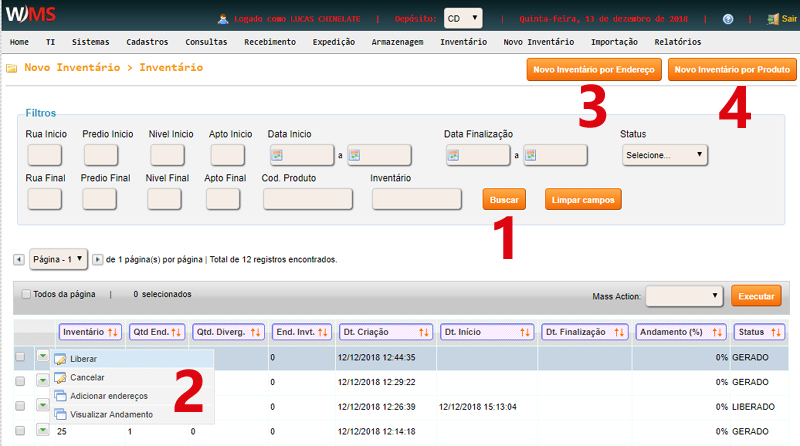 WMS
Logado como LUCAS CHINELATE | Depósito: CD | Quinta-feira, 13 de dezembro de 2018 | | Sair
Home TI Sistemas Cadastros Consultas Recebimento Expedição Armazenagem Inventário Novo Inventário Importação Relatórios
Novo Inventário > Inventário
Novo Inventário por Endereço Novo Inventário por Produto
3 4
Filtros
Rua Inicio Predio Inicio Nivel Inicio Apto Inicio Data Inicio Data Finalização Status
a a Selecione...
Rua Final Predio Final Nivel Final Apto Final Cod. Produto Inventário
Buscar Limpar campos
1
Página - 1 de 1 página(s) por página | Total de 12 registros encontrados.
Todos da página | 0 selecionados Mass Action: Executar
Inventário Qtd End. Qtd. Diverg. End. Invt. Dt. Criação Dt. Início Dt. Finalização Andamento (%) Status
Liberar 0 12/12/2018 12:44:35 0% GERADO
Cancelar 0 12/12/2018 12:29:22 0% GERADO
Adicionar endereços
2
0 12/12/2018 12:26:39 12/12/2018 15:13:04 0% LIBERADO
Visualizar Andamento
25 1 0 0 12/12/2018 12:14:18 0% GERADO